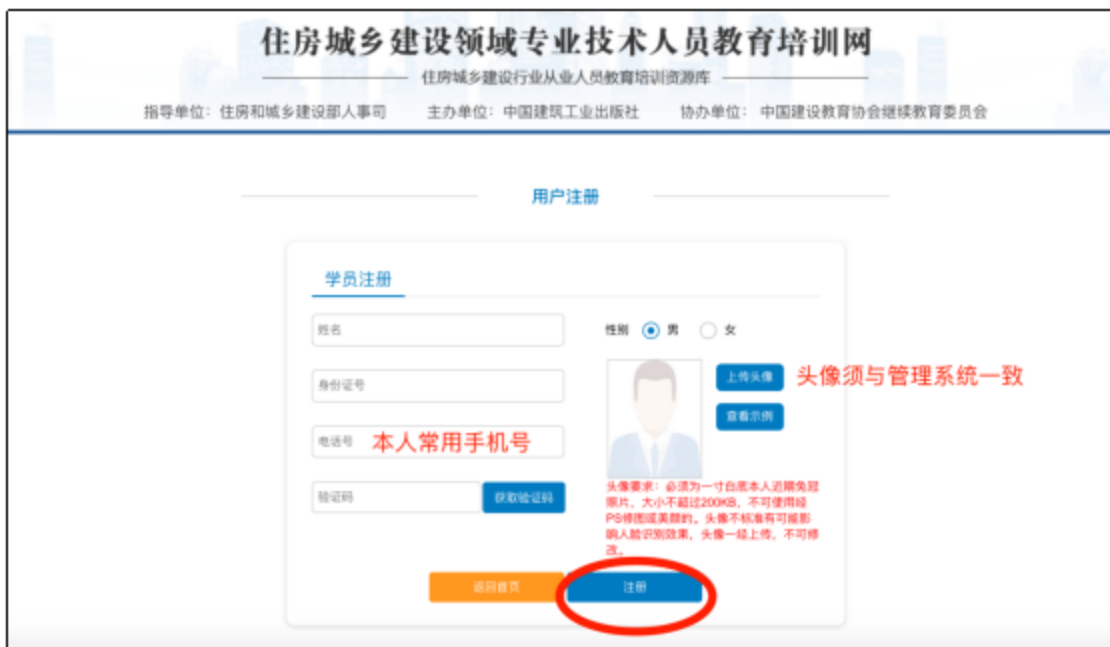 住房城乡建设领域专业技术人员教育培训网
住房城乡建设行业从业人员教育培训资源库
指导单位：住房和城乡建设部人事司 主办单位：中国建筑工业出版社 协办单位：中国建设教育协会继续教育委员会
用户注册
学员注册
姓名
性别 男 女
身份证号
上传头像 头像须与管理系统一致
查看示例
电话号 本人常用手机号
验证码 获取验证码
头像要求：必须为一寸白底本人近期免冠
照片，大小不超过200KB，不可使用经
PS修图或美颜的。头像不标准有可能影
响人脸识别效果，头像一经上传，不可修
改。
返回首页 注册